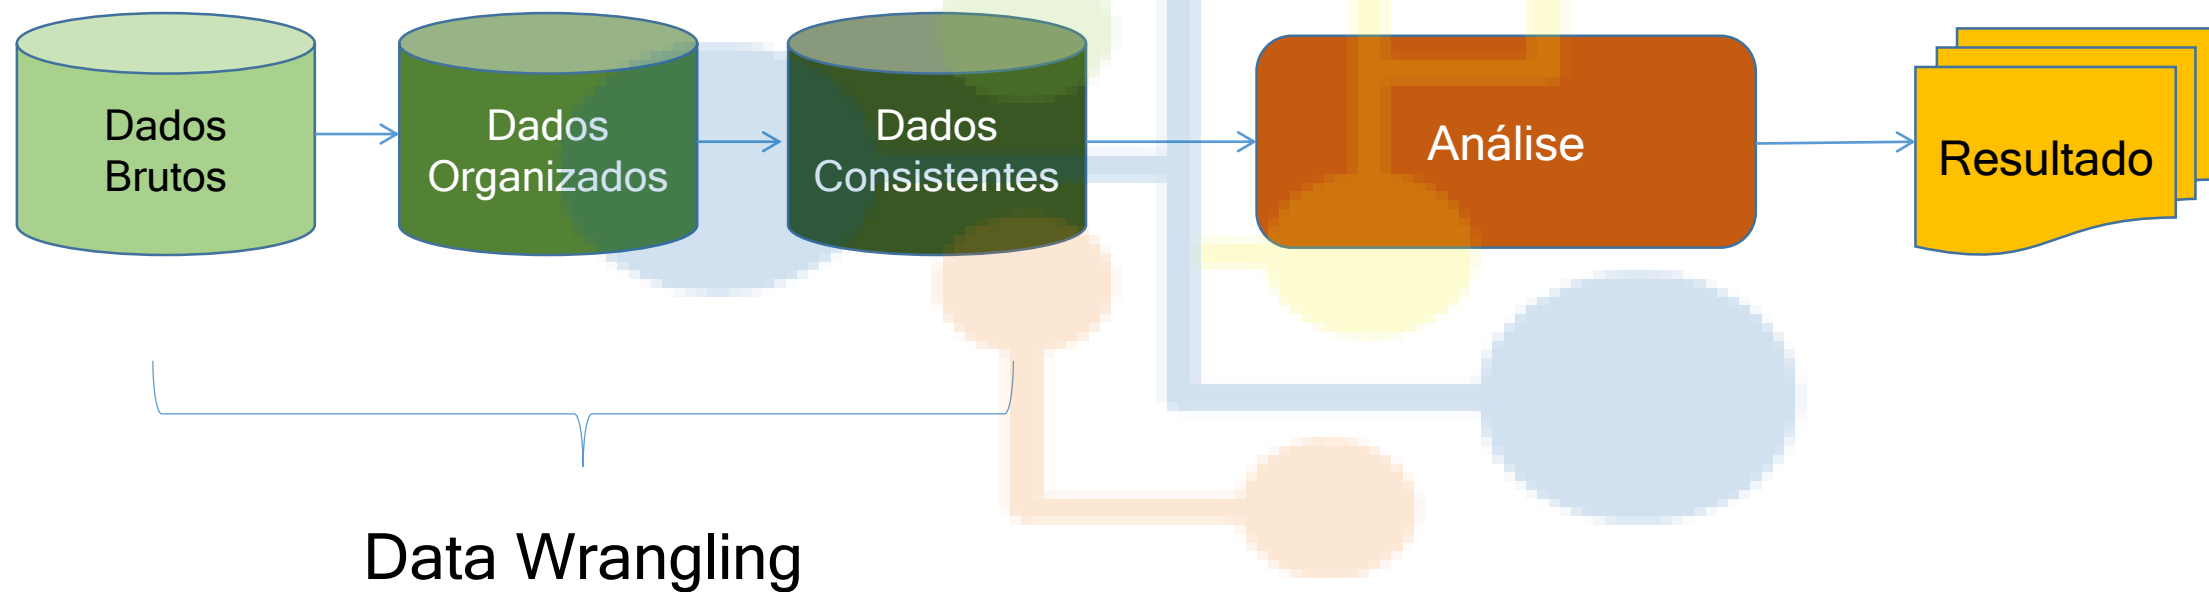 Dados
Brutos
Dados
Organizados
Dados
Consistentes
Análise
Resultado
Data Wrangling